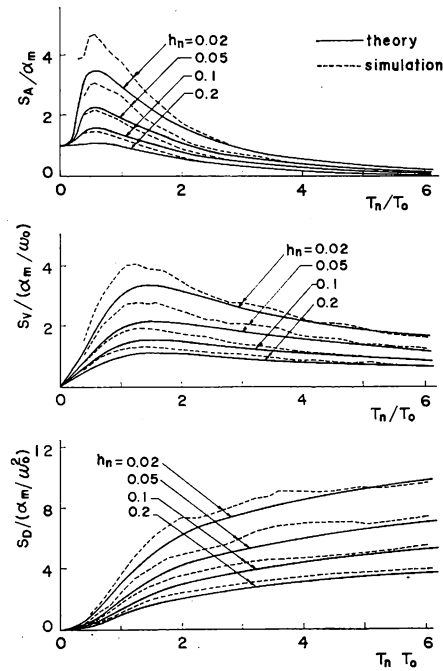 4
2
0
S_A/α_m
h_n=0.02
0.05
0.1
0.2
theory
simulation
0 2 4 6
T_n/T_o
4
2
0
S_V/(α_m/ω_o)
h_n=0.02
0.05
0.1
0.2
0 2 4 6
T_n/T_o
12
8
4
0
S_D/(α_m/ω_o^2)
h_n=0.02
0.05
0.1
0.2
0 2 4 6
T_n T_o